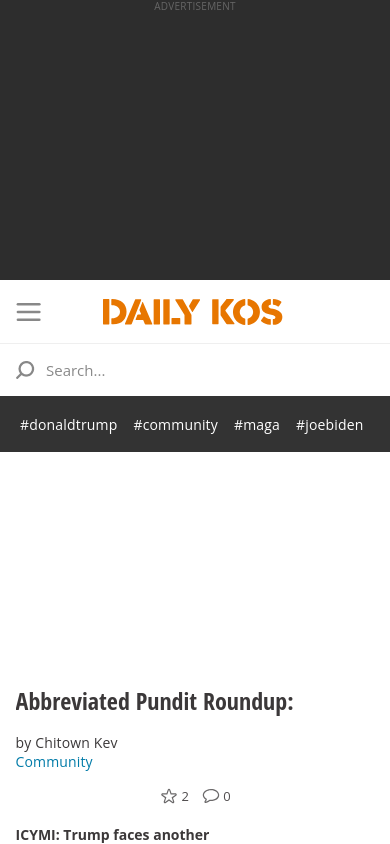 ADVERTISEMENT
DAILY KOS
Search...
#donaldtrump #community #maga #joebiden
Abbreviated Pundit Roundup:
by Chitown Kev
Community
2 0
ICYMI: Trump faces another